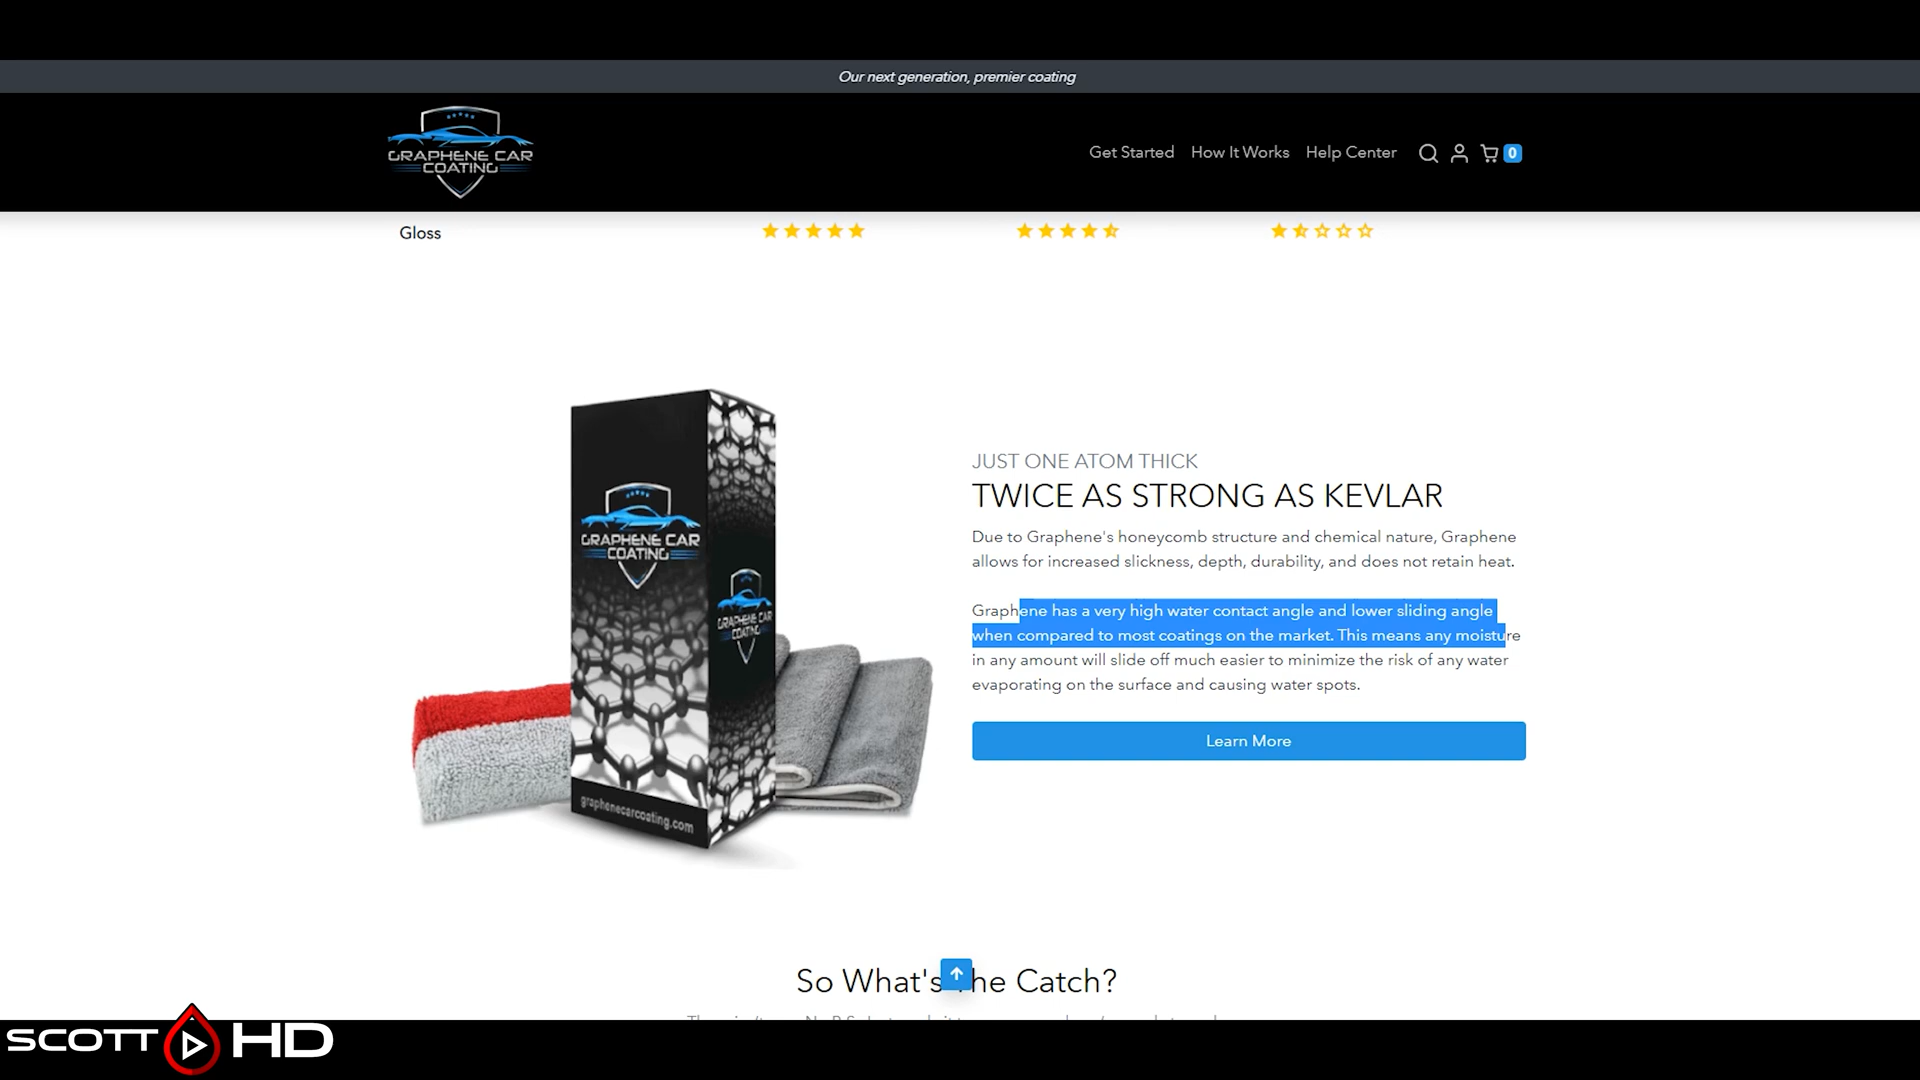 Our next generation, premier coating
GRAPHENE CAR
COATING
Get Started How It Works Help Center 0
Gloss
GRAPHENE CAR
COATING
GRAPHENE CAR
COATING
graphenecarcoating.com
JUST ONE ATOM THICK
TWICE AS STRONG AS KEVLAR
Due to Graphene's honeycomb structure and chemical nature, Graphene
allows for increased slickness, depth, durability, and does not retain heat.
Graphene has a very high water contact angle and lower sliding angle
when compared to most coatings on the market. This means any moisture
in any amount will slide off much easier to minimize the risk of any water
evaporating on the surface and causing water spots.
Learn More
So What's The Catch?
SCOTT HD